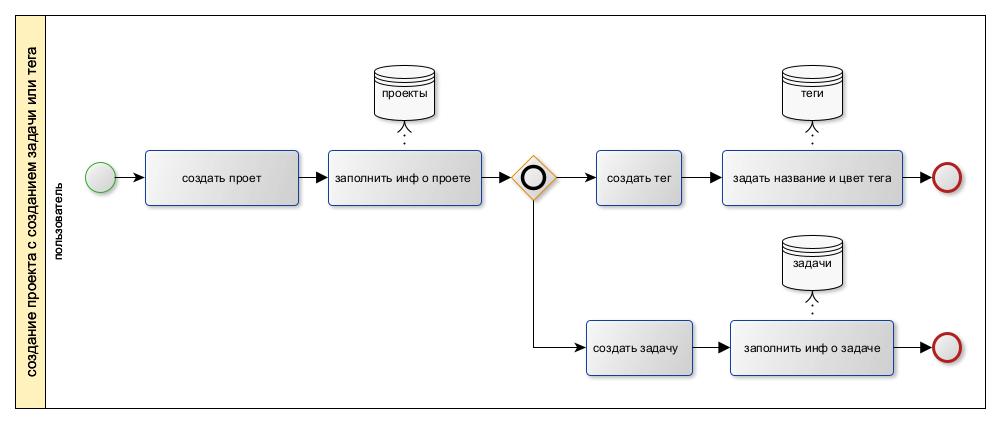 создание проекта с созданием задачи или тега
пользователь
проекты
теги
создать проет
заполнить инф о проете
создать тег
задать название и цвет тега
задачи
создать задачу
заполнить инф о задаче